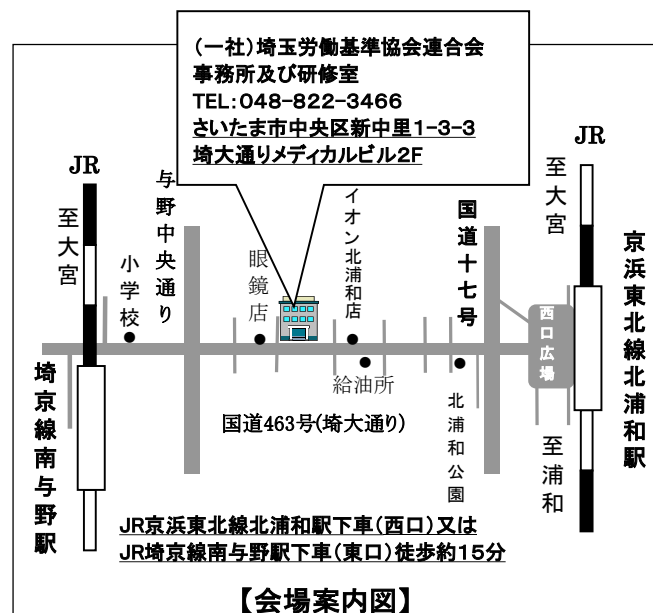 (一社)埼玉労働基準協会連合会
事務所及び研修室
TEL:048-822-3466
さいたま市中央区新中里1-3-3
埼大通りメディカルビル2F
JR
至大宮
小学校
与野中央通り
眼鏡店
イオン北浦和店
国道十七号
JR
至大宮
西口広場
京浜東北線北浦和駅
埼京線南与野駅
給油所
国道463号(埼大通り)
北浦和公園
至浦和
JR京浜東北線北浦和駅下車(西口)又は
JR埼京線南与野駅下車(東口)徒歩約15分
【会場案内図】